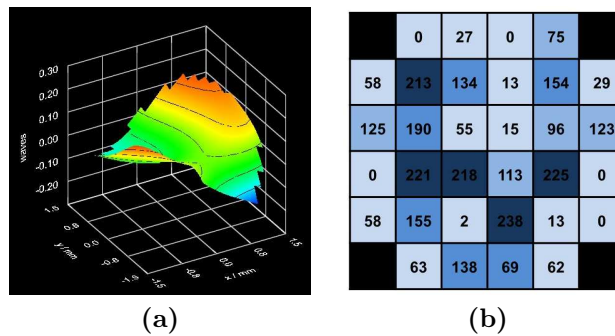 0.30
0.20
0.10
0.00
-0.10
-0.20
waves
1.5
0.8
0.0
-0.8
-1.5
y / mm
-1.5
-0.8
0.0
0.8
1.5
x / mm
(a)
0 27 0 75
58 213 134 13 154 29
125 190 55 15 96 123
0 221 218 113 225 0
58 155 2 238 13 0
63 138 69 62
(b)